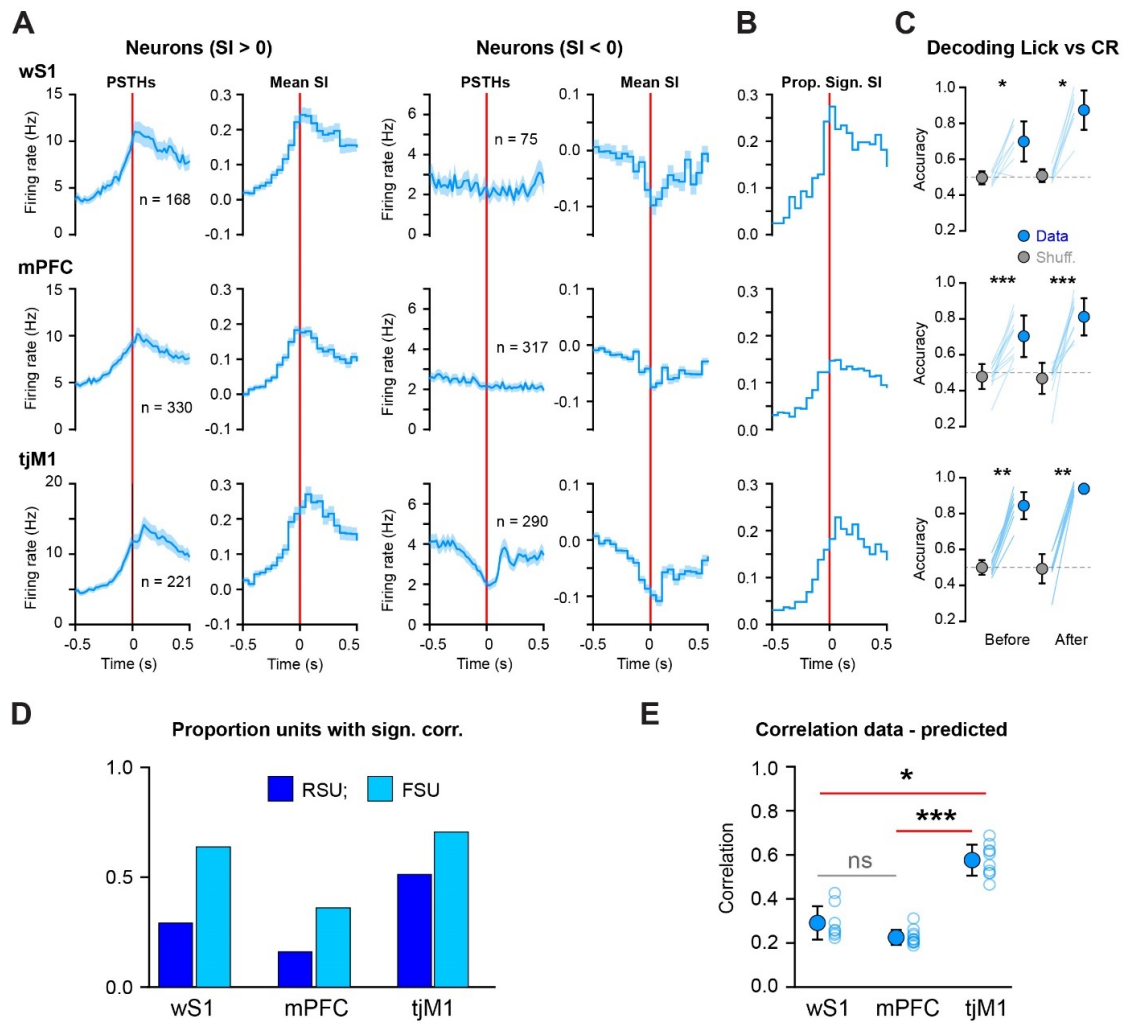 A
B
C
Neurons (SI > 0)
Neurons (SI < 0)
Decoding Lick vs CR
wS1
PSTHs
Mean SI
PSTHs
Mean SI
Prop. Sign. SI
Firing rate (Hz)
15
10
5
0
n = 168
0.3
0.2
0.1
0.0
-0.1
Firing rate (Hz)
6
4
2
0
n = 75
0.1
0.0
-0.1
0.3
0.2
0.1
0.0
Accuracy
1.0
0.8
0.6
0.4
0.2
* *
Data
Shuff.
mPFC
Firing rate (Hz)
15
10
5
0
n = 330
0.3
0.2
0.1
0.0
-0.1
Firing rate (Hz)
6
4
2
0
n = 317
0.1
0.0
-0.1
0.3
0.2
0.1
0.0
Accuracy
1.0
0.8
0.6
0.4
0.2
*** ***
tjM1
Firing rate (Hz)
20
10
0
n = 221
0.3
0.2
0.1
0.0
-0.1
Firing rate (Hz)
6
4
2
0
n = 290
0.1
0.0
-0.1
0.3
0.2
0.1
0.0
Accuracy
1.0
0.8
0.6
0.4
0.2
** **
-0.5 0 0.5
Time (s)
-0.5 0 0.5
Time (s)
-0.5 0 0.5
Time (s)
-0.5 0 0.5
Time (s)
-0.5 0 0.5
Time (s)
Before After
D
Proportion units with sign. corr.
1.0
0.5
0.0
RSU; FSU
wS1 mPFC tjM1
E
Correlation data - predicted
Correlation
1.0
0.8
0.6
0.4
0.2
0.0
*
***
ns
wS1 mPFC tjM1